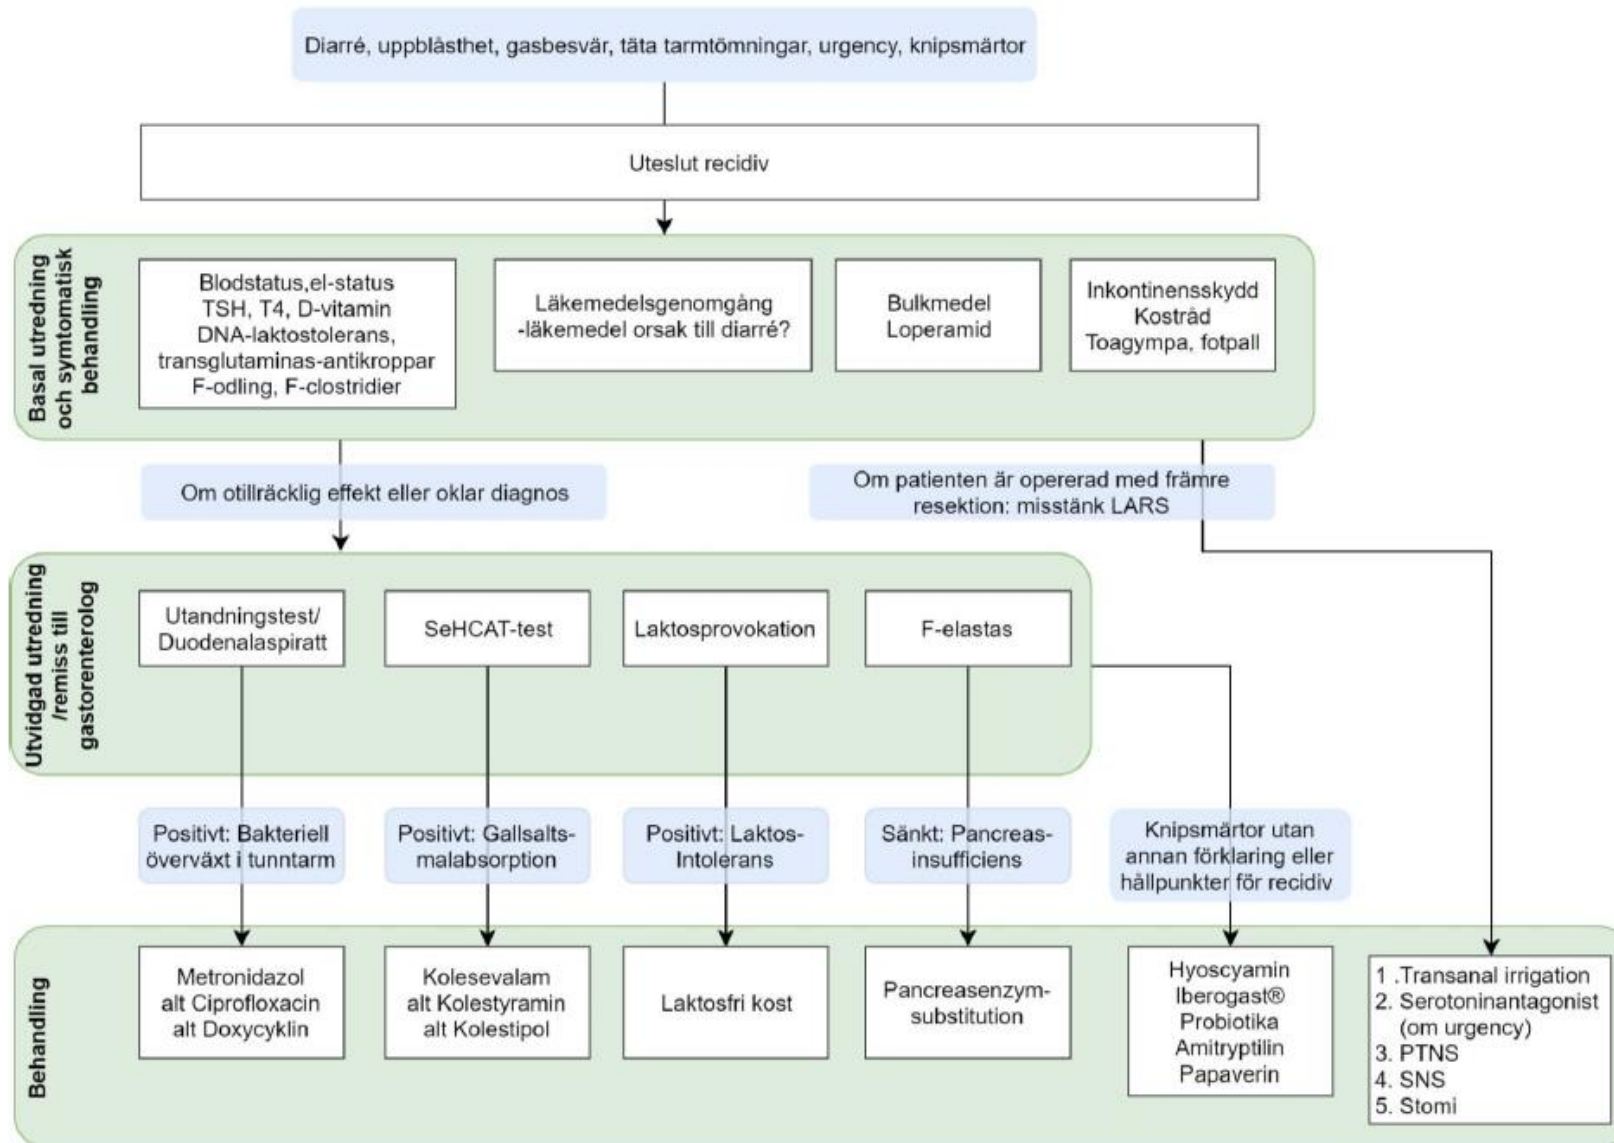 Diarré, uppblåsthet, gasbesvär, täta tarmtömningar, urgency, knipsmärtor
Uteslut recidiv
Basal utredning
och symtomatisk
behandling
Blodstatus,el-status
TSH, T4, D-vitamin
DNA-laktostolerans,
transglutaminas-antikroppar
F-odling, F-clostridier
Läkemedelsgenomgång
-läkemedel orsak till diarré?
Bulkmedel
Loperamid
Inkontinensskydd
Kostråd
Toagympa, fotpall
Om otillräcklig effekt eller oklar diagnos
Om patienten är opererad med främre
resektion: misstänk LARS
Utvidgad utredning
/remiss till
gastorenterolog
Utandningstest/
Duodenalaspiratt
SeHCAT-test
Laktosprovokation
F-elastas
Positivt: Bakteriell
överväxt i tunntarm
Positivt: Gallsalts-
malabsorption
Positivt: Laktos-
Intolerans
Sänkt: Pancreas-
insufficiens
Knipsmärtor utan
annan förklaring eller
hållpunkter för recidiv
Behandling
Metronidazol
alt Ciprofloxacin
alt Doxycyklin
Kolesevalam
alt Kolestyramin
alt Kolestipol
Laktosfri kost
Pancreasenzym-
substitution
Hyoscyamin
Iberogast®
Probiotika
Amitryptilin
Papaverin
1 .Transanal irrigation
2. Serotoninantagonist
(om urgency)
3. PTNS
4. SNS
5. Stomi